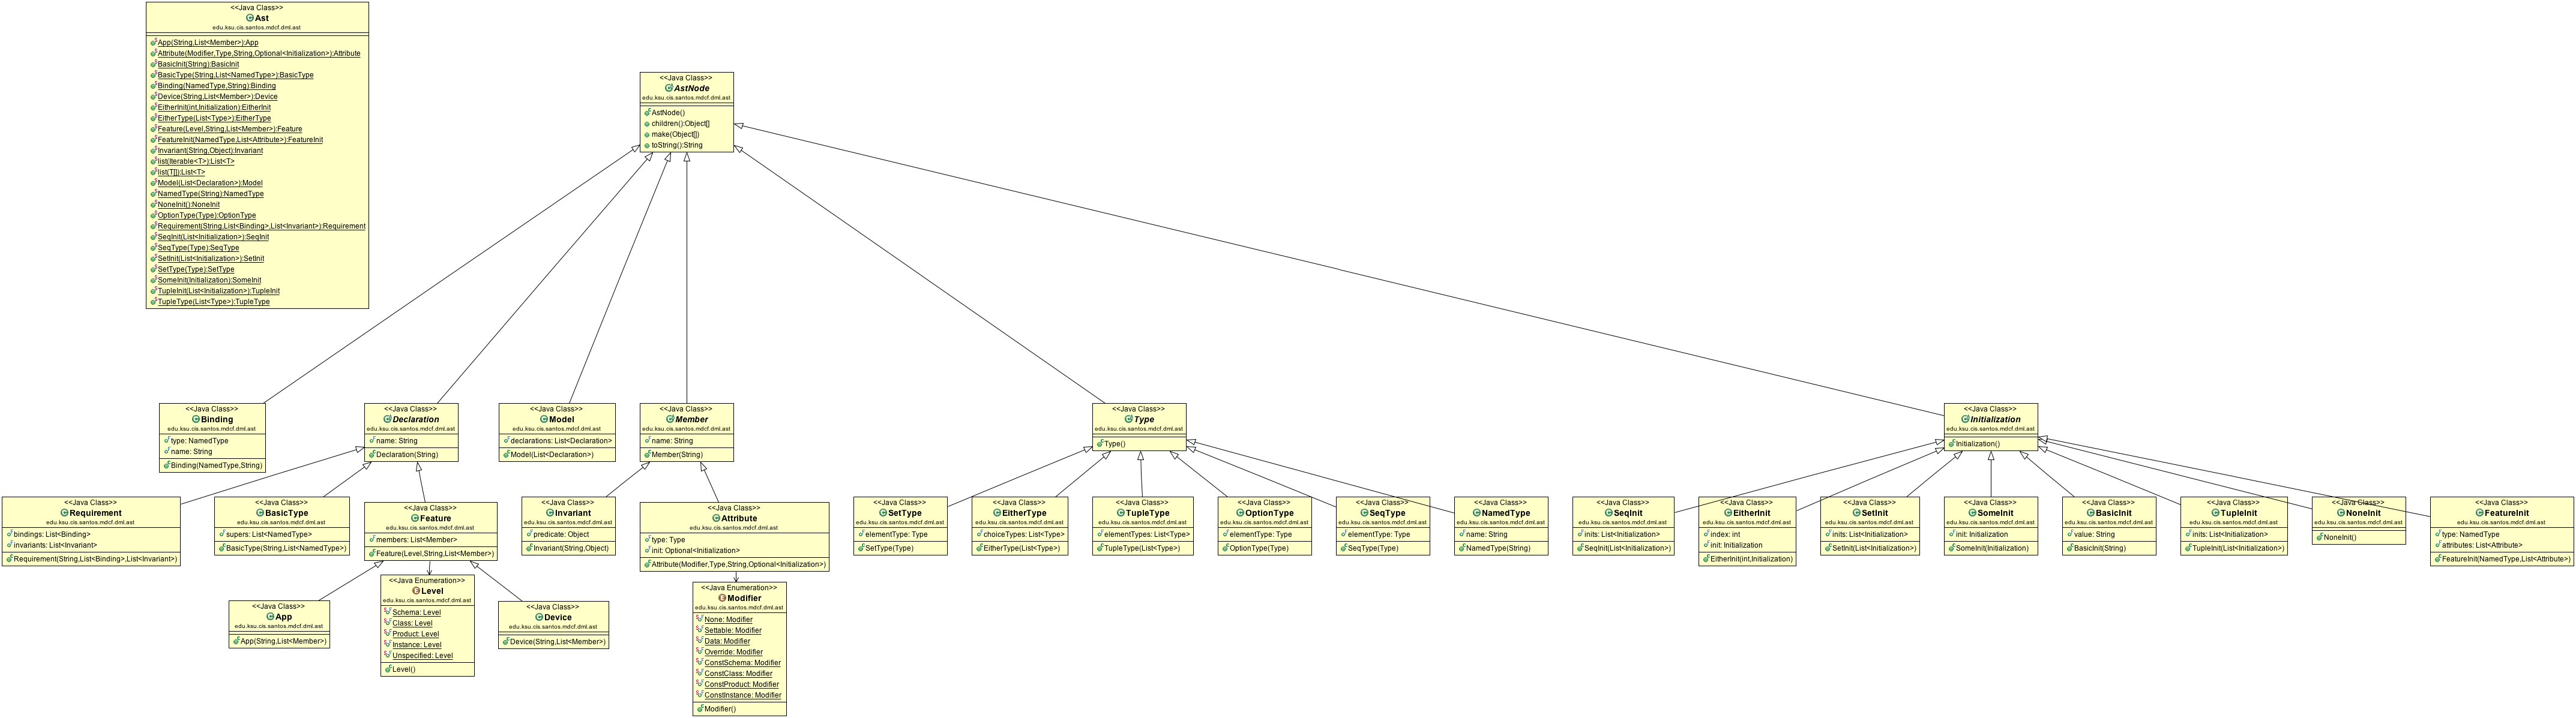 <<Java Class>>
Ast
edu.ksu.cis.santos.mdcf.dml.ast
App(String,List<Member>):App
Attribute(Modifier,Type,String,Optional<Initialization>):Attribute
BasicInit(String):BasicInit
BasicType(String,List<NamedType>):BasicType
Binding(NamedType,String):Binding
Device(String,List<Member>):Device
EitherInit(int,Initialization):EitherInit
EitherType(List<Type>):EitherType
Feature(Level,String,List<Member>):Feature
FeatureInit(NamedType,List<Attribute>):FeatureInit
Invariant(String,Object):Invariant
list(Iterable<T>):List<T>
list(T[]):List<T>
Model(List<Declaration>):Model
NamedType(String):NamedType
NoneInit():NoneInit
OptionType(Type):OptionType
Requirement(String,List<Binding>,List<Invariant>):Requirement
SeqInit(List<Initialization>):SeqInit
SeqType(Type):SeqType
SetInit(List<Initialization>):SetInit
SetType(Type):SetType
SomeInit(Initialization):SomeInit
TupleInit(List<Initialization>):TupleInit
TupleType(List<Type>):TupleType
<<Java Class>>
AstNode
edu.ksu.cis.santos.mdcf.dml.ast
AstNode()
children():Object[]
make(Object[])
toString():String
<<Java Class>>
Binding
edu.ksu.cis.santos.mdcf.dml.ast
type: NamedType
name: String
Binding(NamedType,String)
<<Java Class>>
Declaration
edu.ksu.cis.santos.mdcf.dml.ast
name: String
Declaration(String)
<<Java Class>>
Model
edu.ksu.cis.santos.mdcf.dml.ast
declarations: List<Declaration>
Model(List<Declaration>)
<<Java Class>>
Member
edu.ksu.cis.santos.mdcf.dml.ast
name: String
Member(String)
<<Java Class>>
Type
edu.ksu.cis.santos.mdcf.dml.ast
Type()
<<Java Class>>
Initialization
edu.ksu.cis.santos.mdcf.dml.ast
Initialization()
<<Java Class>>
Requirement
edu.ksu.cis.santos.mdcf.dml.ast
bindings: List<Binding>
invariants: List<Invariant>
Requirement(String,List<Binding>,List<Invariant>)
<<Java Class>>
BasicType
edu.ksu.cis.santos.mdcf.dml.ast
supers: List<NamedType>
BasicType(String,List<NamedType>)
<<Java Class>>
Feature
edu.ksu.cis.santos.mdcf.dml.ast
members: List<Member>
Feature(Level,String,List<Member>)
<<Java Class>>
Invariant
edu.ksu.cis.santos.mdcf.dml.ast
predicate: Object
Invariant(String,Object)
<<Java Class>>
Attribute
edu.ksu.cis.santos.mdcf.dml.ast
type: Type
init: Optional<Initialization>
Attribute(Modifier,Type,String,Optional<Initialization>)
<<Java Class>>
SetType
edu.ksu.cis.santos.mdcf.dml.ast
elementType: Type
SetType(Type)
<<Java Class>>
EitherType
edu.ksu.cis.santos.mdcf.dml.ast
choiceTypes: List<Type>
EitherType(List<Type>)
<<Java Class>>
TupleType
edu.ksu.cis.santos.mdcf.dml.ast
elementTypes: List<Type>
TupleType(List<Type>)
<<Java Class>>
OptionType
edu.ksu.cis.santos.mdcf.dml.ast
elementType: Type
OptionType(Type)
<<Java Class>>
SeqType
edu.ksu.cis.santos.mdcf.dml.ast
elementType: Type
SeqType(Type)
<<Java Class>>
NamedType
edu.ksu.cis.santos.mdcf.dml.ast
name: String
NamedType(String)
<<Java Class>>
SeqInit
edu.ksu.cis.santos.mdcf.dml.ast
inits: List<Initialization>
SeqInit(List<Initialization>)
<<Java Class>>
EitherInit
edu.ksu.cis.santos.mdcf.dml.ast
index: int
init: Initialization
EitherInit(int,Initialization)
<<Java Class>>
SetInit
edu.ksu.cis.santos.mdcf.dml.ast
inits: List<Initialization>
SetInit(List<Initialization>)
<<Java Class>>
SomeInit
edu.ksu.cis.santos.mdcf.dml.ast
init: Initialization
SomeInit(Initialization)
<<Java Class>>
BasicInit
edu.ksu.cis.santos.mdcf.dml.ast
value: String
BasicInit(String)
<<Java Class>>
TupleInit
edu.ksu.cis.santos.mdcf.dml.ast
inits: List<Initialization>
TupleInit(List<Initialization>)
<<Java Class>>
NoneInit
edu.ksu.cis.santos.mdcf.dml.ast
NoneInit()
<<Java Class>>
FeatureInit
edu.ksu.cis.santos.mdcf.dml.ast
type: NamedType
attributes: List<Attribute>
FeatureInit(NamedType,List<Attribute>)
<<Java Class>>
App
edu.ksu.cis.santos.mdcf.dml.ast
App(String,List<Member>)
<<Java Enumeration>>
Level
edu.ksu.cis.santos.mdcf.dml.ast
Schema: Level
Class: Level
Product: Level
Instance: Level
Unspecified: Level
Level()
<<Java Class>>
Device
edu.ksu.cis.santos.mdcf.dml.ast
Device(String,List<Member>)
<<Java Enumeration>>
Modifier
edu.ksu.cis.santos.mdcf.dml.ast
None: Modifier
Settable: Modifier
Data: Modifier
Override: Modifier
ConstSchema: Modifier
ConstClass: Modifier
ConstProduct: Modifier
ConstInstance: Modifier
Modifier()